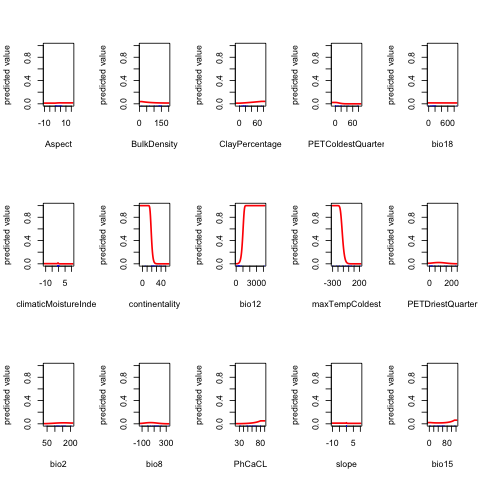 predicted value predicted value predicted value predicted value predicted value
0.0 0.4 0.8 0.0 0.4 0.8 0.0 0.4 0.8 0.0 0.4 0.8 0.0 0.4 0.8
-10 10 0 150 0 60 0 60 0 600
Aspect BulkDensity ClayPercentage PETColdestQuarter bio18
predicted value predicted value predicted value predicted value predicted value
0.0 0.4 0.8 0.0 0.4 0.8 0.0 0.4 0.8 0.0 0.4 0.8 0.0 0.4 0.8
-10 5 0 40 0 3000 -300 200 0 200
climaticMoistureInde continentality bio12 maxTempColdest PETDriestQuarter
predicted value predicted value predicted value predicted value predicted value
0.0 0.4 0.8 0.0 0.4 0.8 0.0 0.4 0.8 0.0 0.4 0.8 0.0 0.4 0.8
50 200 -100 300 30 80 -10 5 0 80
bio2 bio8 PhCaCL slope bio15